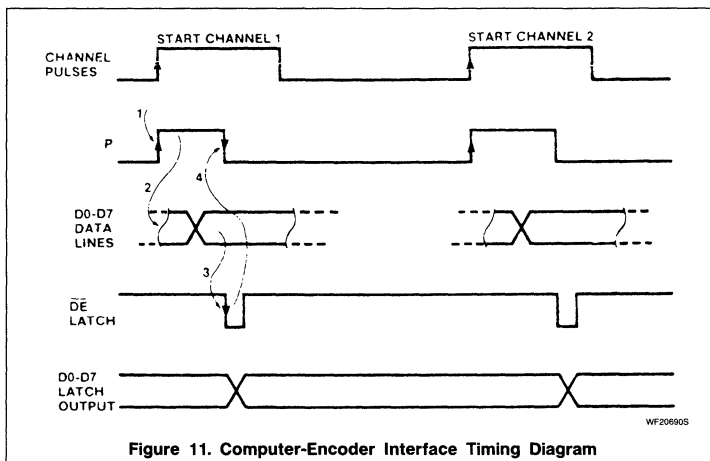 START CHANNEL 1
START CHANNEL 2
CHANNEL
PULSES
1
P
2
4
D0-D7
DATA
LINES
3
DE
LATCH
D0-D7
LATCH
OUTPUT
WF20690S
Figure 11. Computer-Encoder Interface Timing Diagram